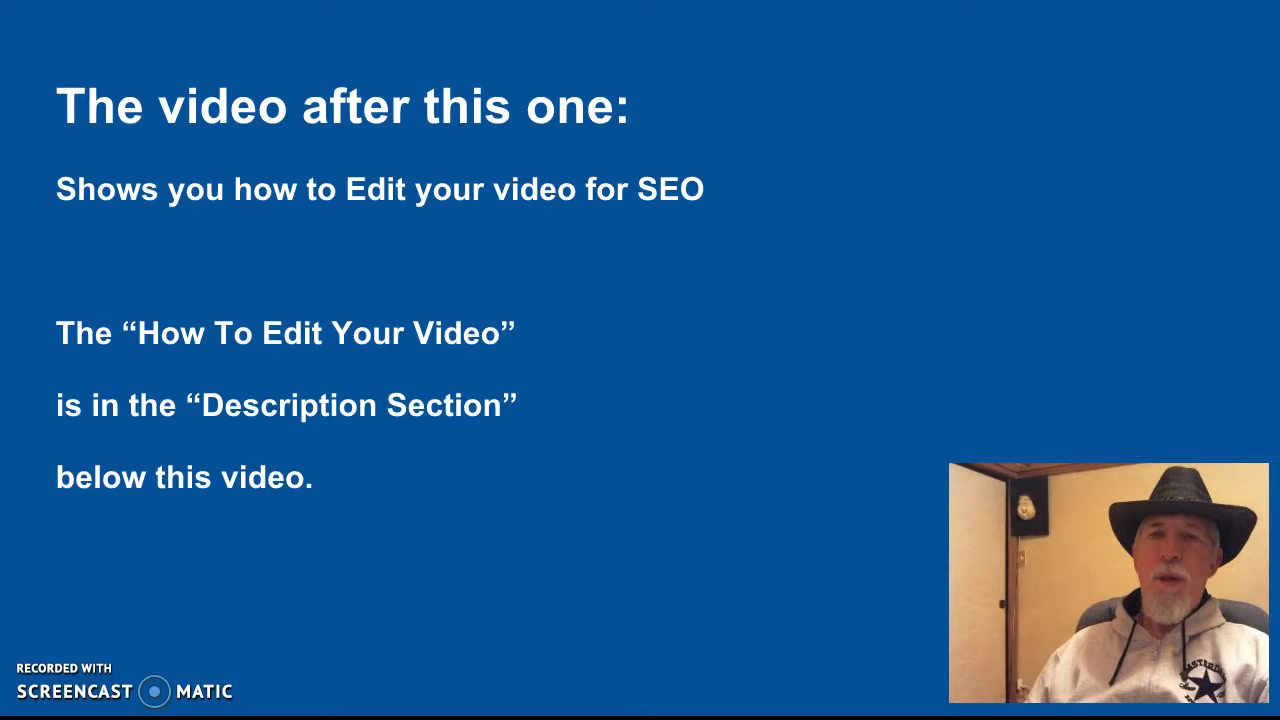 The video after this one:
Shows you how to Edit your video for SEO
The “How To Edit Your Video”
is in the “Description Section”
below this video.
RECORDED WITH
SCREENCAST MATIC